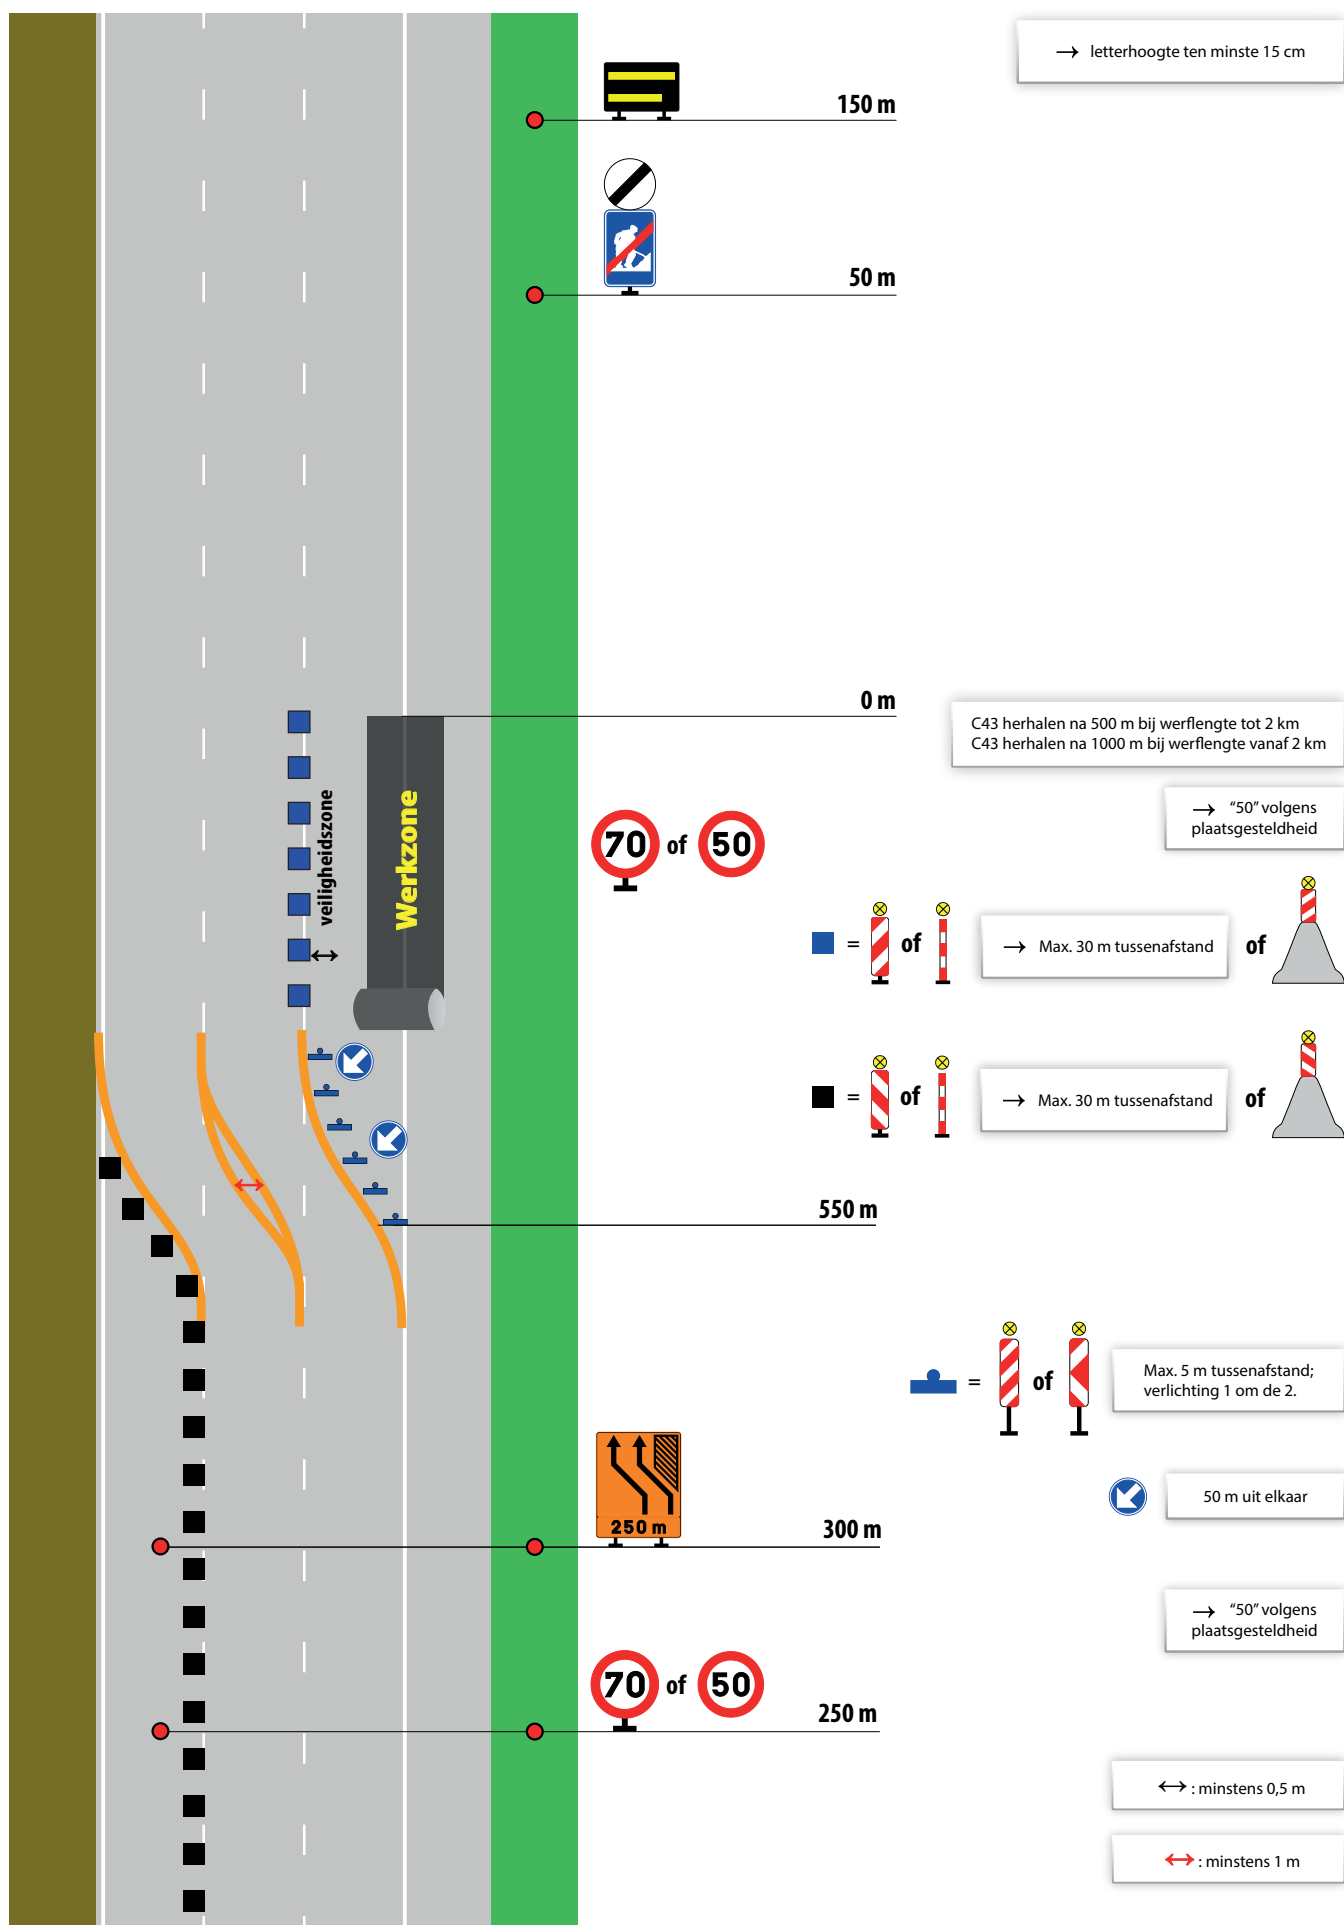 → letterhoogte ten minste 15 cm
150 m
50 m
0 m
C43 herhalen na 500 m bij werflengte tot 2 km
C43 herhalen na 1000 m bij werflengte vanaf 2 km
→ “50” volgens
plaatsgesteldheid
veiligheidszone
Werkzone
70 of 50
= of → Max. 30 m tussenafstand of
= of → Max. 30 m tussenafstand of
550 m
= of
Max. 5 m tussenafstand;
verlichting 1 om de 2.
250 m
300 m
50 m uit elkaar
→ “50” volgens
plaatsgesteldheid
70 of 50
250 m
↔ : minstens 0,5 m
↔ : minstens 1 m